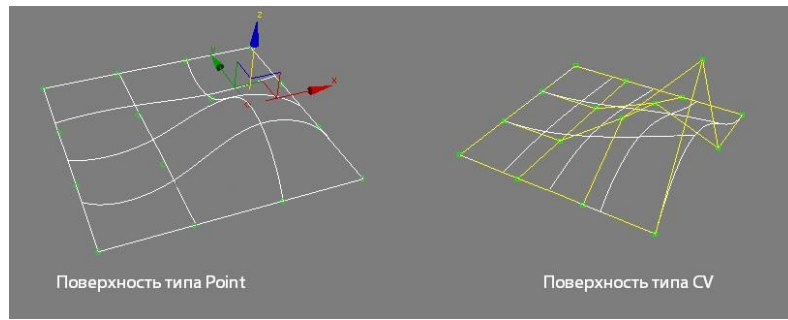 z
y
x
Поверхность типа Point
Поверхность типа CV